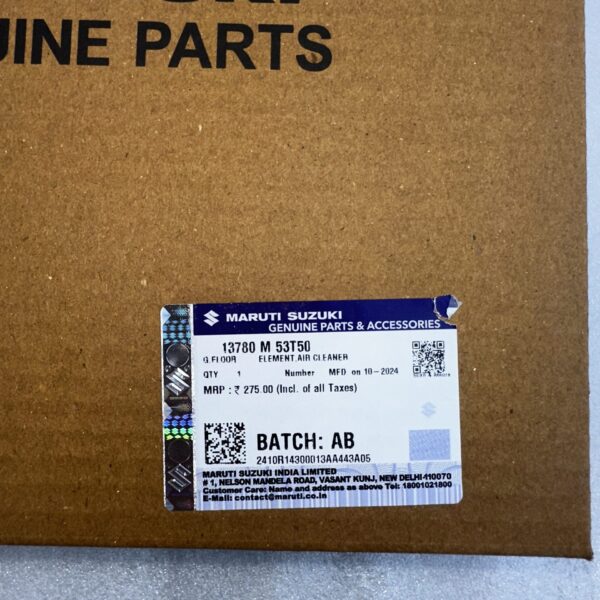 UINE PARTS
MARUTI SUZUKI
GENUINE PARTS & ACCESSORIES
13780 M 53T50
G.FLOOR ELEMENT,AIR CLEANER
QTY 1 Number MFD on 10-2024
MRP : ₹ 275.00 (Incl. of all Taxes)
BATCH: AB
2410R14300013AA443A05
MARUTI SUZUKI INDIA LIMITED
# 1, NELSON MANDELA ROAD, VASANT KUNJ, NEW DELHI 110070
Customer Care: Name and address as above Tel: 18001021800
E-Mail: contact@maruti.co.in